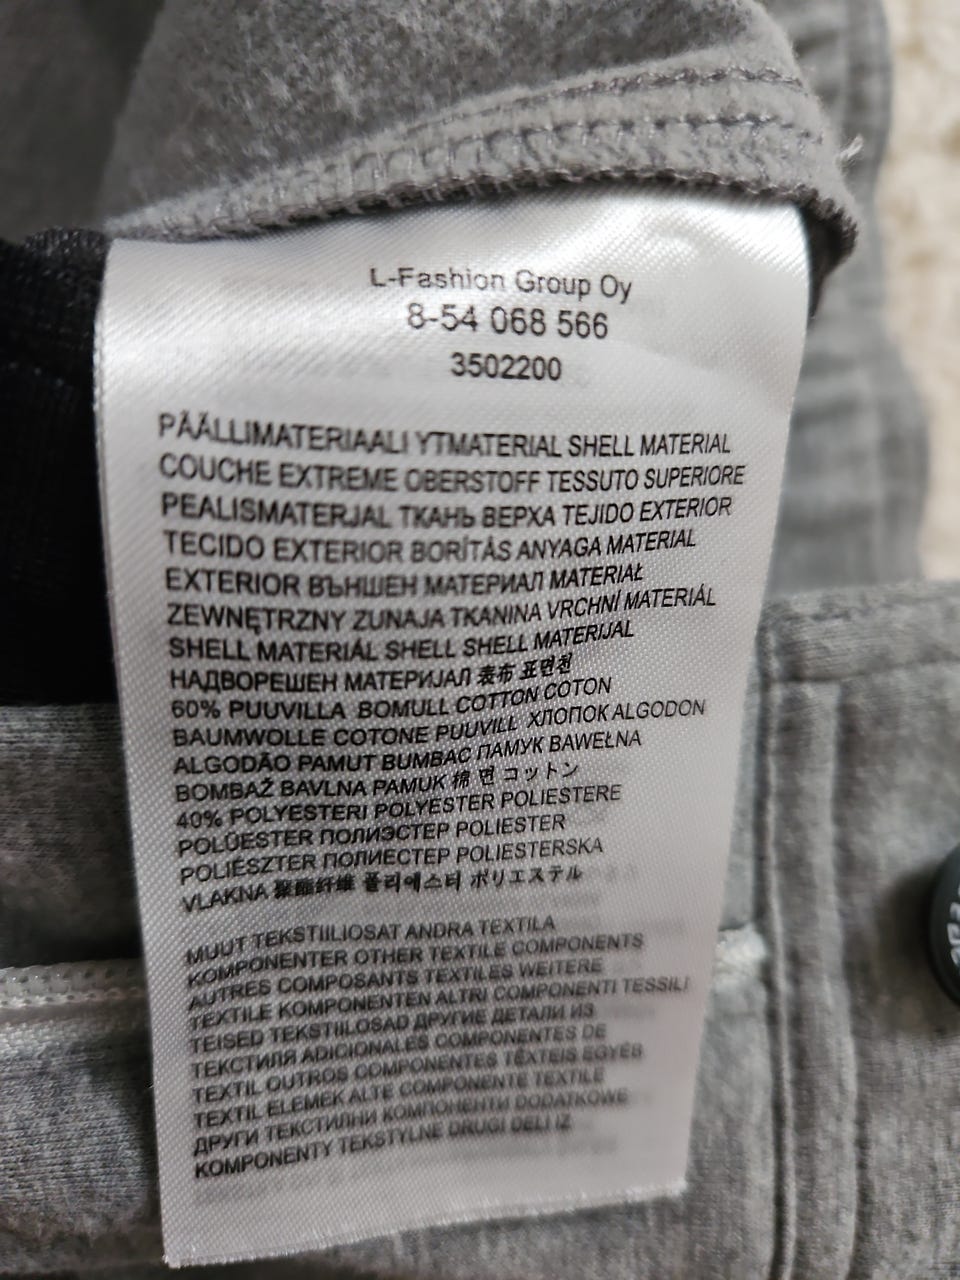 L-Fashion Group Oy
8-54 068 566
3502200
PÄÄLLIMATERIAALI YTMATERIAL SHELL MATERIAL
COUCHE EXTREME OBERSTOFF TESSUTO SUPERIORE
PEALISMATERJAL ТКАНЬ ВЕРХА TEJIDO EXTERIOR
TECIDO EXTERIOR BORÍTÁS ANYAGA MATERIAL
EXTERIOR ВЪНШЕН МАТЕРИАЛ MATERIAŁ
ZEWNĘTRZNY ZUNAJA TKANINA VRCHNÍ MATERIÁL
SHELL MATERIÁL SHELL SHELL MATERIJAL
НАДВОРЕШЕН МАТЕРИЈАЛ 表布 표면천
60% PUUVILLA BOMULL COTTON COTON
BAUMWOLLE COTONE PUUVILL ХЛОПОК ALGODON
ALGODÃO PAMUT BUMBAC ПАМУК BAWEŁNA
BOMBAŽ BAVLNA PAMUK 棉 면 コットン
40% POLYESTERI POLYESTER POLIESTERE
POLÜESTER ПОЛИЭСТЕР POLIESTER
POLIÉSZTER ПОЛИЕСТЕР POLIESTERSKA
VLAKNA 聚酯纤维 폴리에스터 ポリエステル
MUUT TEKSTIILIOSAT ANDRA TEXTILA
KOMPONENTER OTHER TEXTILE COMPONENTS
AUTRES COMPOSANTS TEXTILES WEITERE
TEXTILE KOMPONENTEN ALTRI COMPONENTI TESSILI
TEISED TEKSTIILOSAD ДРУГИЕ ДЕТАЛИ ИЗ
ТЕКСТИЛЯ ADICIONALES COMPONENTES DE
TEXTIL OUTROS COMPONENTES TÊXTEIS EGYÉB
TEXTIL ELEMEK ALTE COMPONENTE TEXTILE
ДРУГИ ТЕКСТИЛНИ КОМПОНЕНТИ DODATKOWE
KOMPONENTY TEKSTYLNE DRUGI DELI IZ